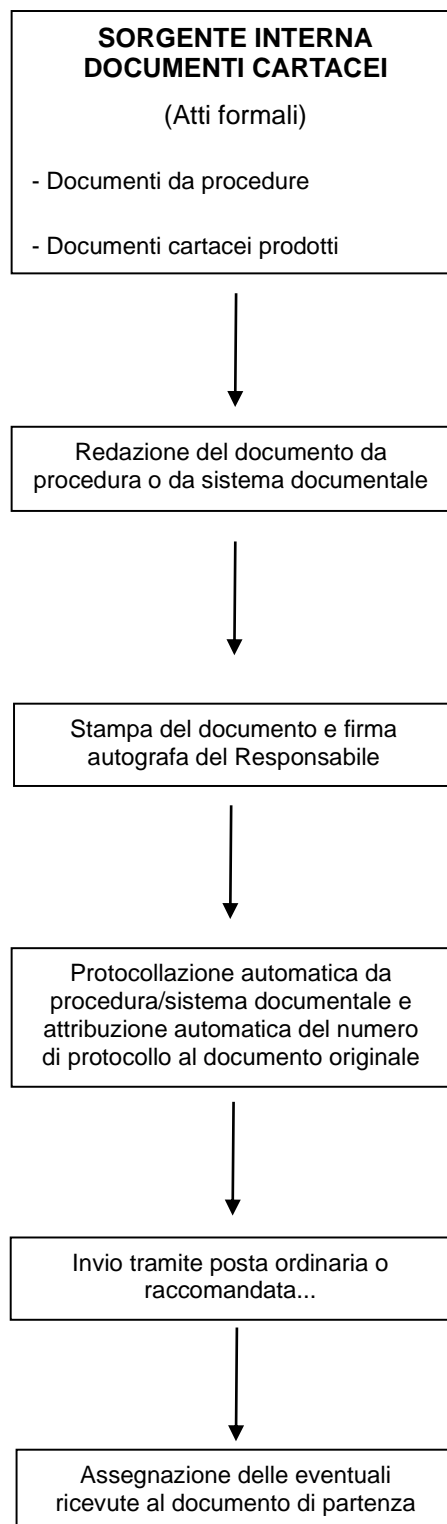 SORGENTE INTERNA
DOCUMENTI CARTACEI
(Atti formali)
- Documenti da procedure
- Documenti cartacei prodotti
Redazione del documento da
procedura o da sistema documentale
Stampa del documento e firma
autografa del Responsabile
Protocollazione automatica da
procedura/sistema documentale e
attribuzione automatica del numero
di protocollo al documento originale
Invio tramite posta ordinaria o
raccomandata...
Assegnazione delle eventuali
ricevute al documento di partenza